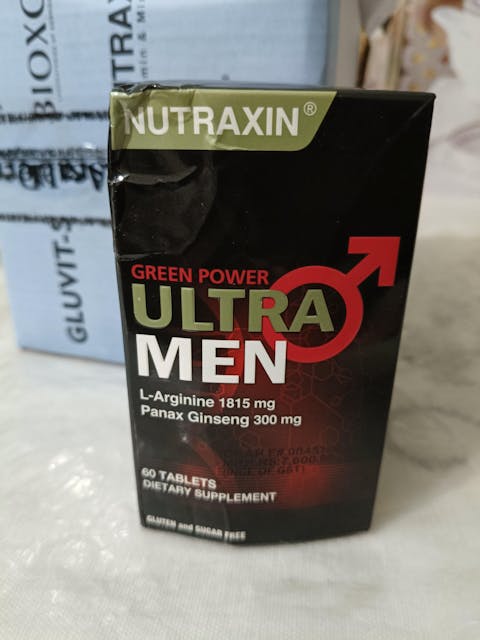 NUTRAXIN®
GREEN POWER
ULTRA
MEN
L-Arginine 1815 mg
Panax Ginseng 300 mg
60 TABLETS
DIETARY SUPPLEMENT
GLUTEN and SUGAR FREE
BIOXC
NUTRAX
GLUVIT-S